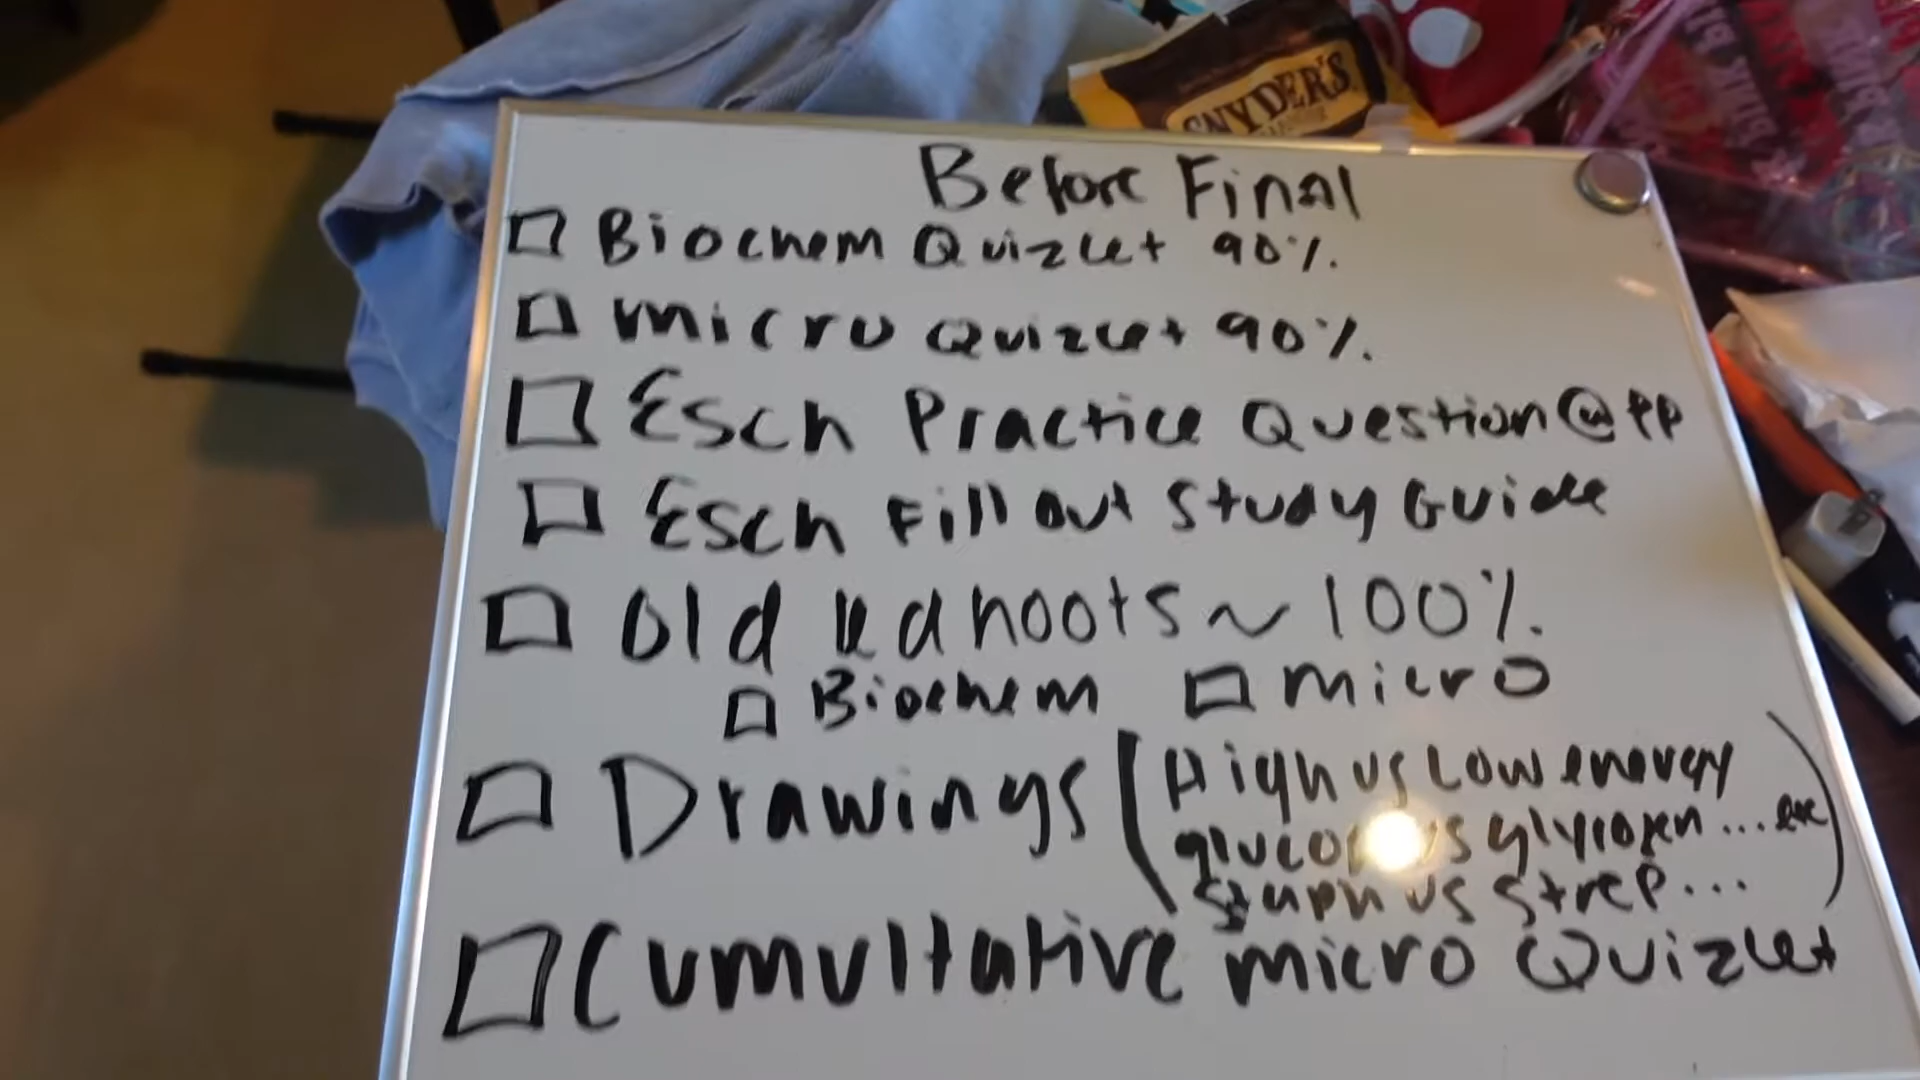 SNYDER'S
Before Final
□ Biochem Quizlet 90%.
□ micro Quizlet 90%.
□ Esch Practice Question@PP
□ Esch Fill out Study Guide
□ Old kahoots ~ 100%.
□ Biochem □ micro
□ Drawings (High vs Low energy
vs glycogen ... etc
staph vs strep...)
□ Cumultative micro Quizlet